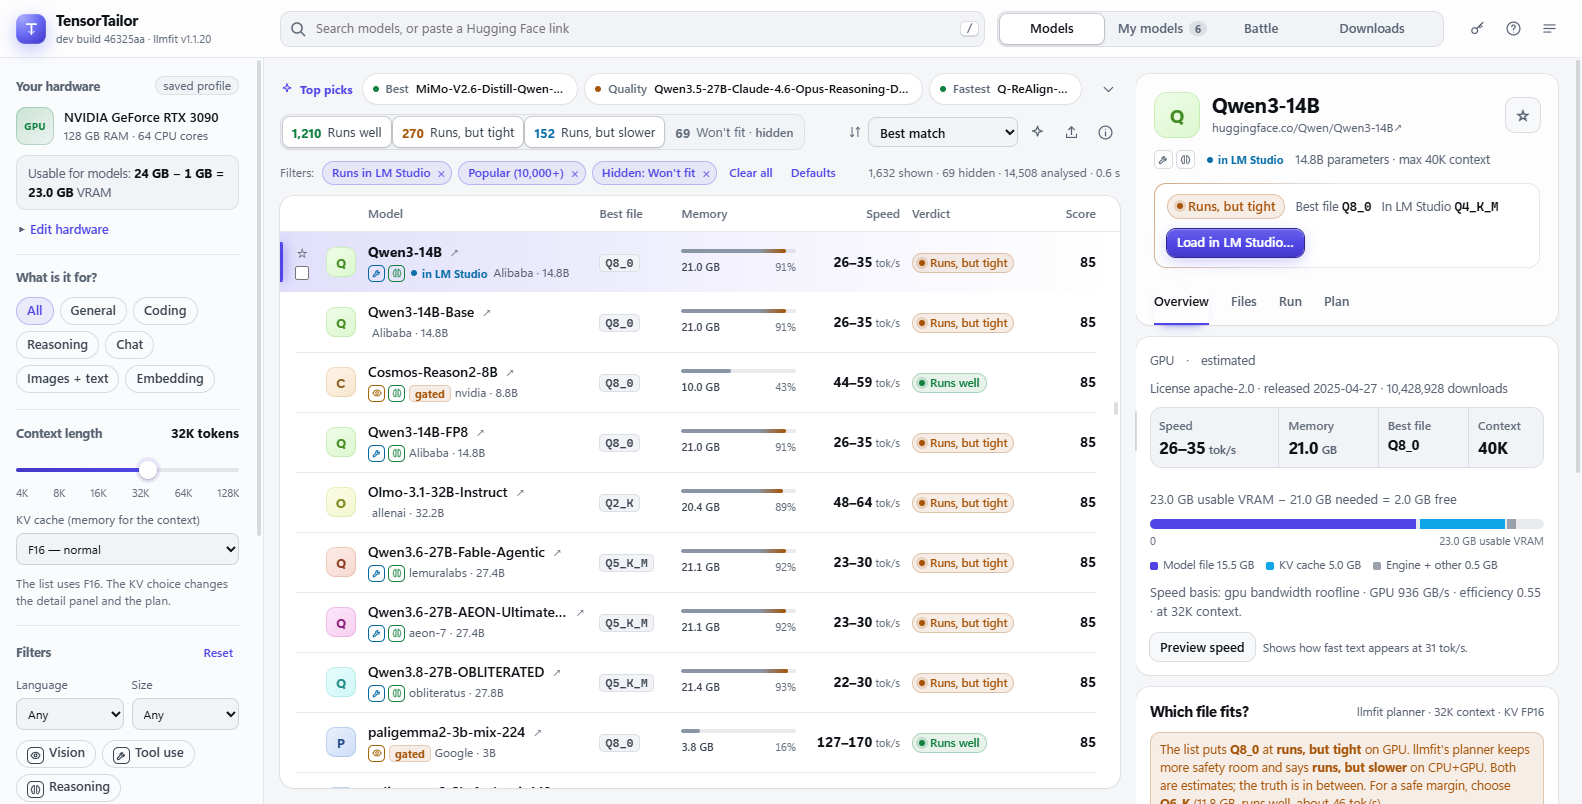 TensorTailor
dev build 46325aa · llmfit v1.1.20
Search models, or paste a Hugging Face link
/
Models
My models 6
Battle
Downloads
Your hardware
saved profile
GPU
NVIDIA GeForce RTX 3090
128 GB RAM · 64 CPU cores
Usable for models: 24 GB − 1 GB =
23.0 GB VRAM
▸ Edit hardware
What is it for?
All
General
Coding
Reasoning
Chat
Images + text
Embedding
Context length
32K tokens
4K 8K 16K 32K 64K 128K
KV cache (memory for the context)
F16 — normal
The list uses F16. The KV choice changes
the detail panel and the plan.
Filters
Reset
Language
Size
Any
Any
Vision
Tool use
Reasoning
Top picks
Best MiMo-V2.6-Distill-Qwen-...
Quality Qwen3.5-27B-Claude-4.6-Opus-Reasoning-D...
Fastest Q-ReAlign-...
1,210 Runs well
270 Runs, but tight
152 Runs, but slower
69 Won't fit · hidden
Best match
Filters:
Runs in LM Studio ×
Popular (10,000+) ×
Hidden: Won't fit ×
Clear all
Defaults
1,632 shown · 69 hidden · 14,508 analysed · 0.6 s
Model Best file Memory Speed Verdict Score
Q Qwen3-14B ↗
in LM Studio Alibaba · 14.8B
Q8_0
21.0 GB 91%
26–35 tok/s
Runs, but tight
85
Q Qwen3-14B-Base ↗
Alibaba · 14.8B
Q8_0
21.0 GB 91%
26–35 tok/s
Runs, but tight
85
C Cosmos-Reason2-8B ↗
gated nvidia · 8.8B
Q8_0
10.0 GB 43%
44–59 tok/s
Runs well
85
Q Qwen3-14B-FP8 ↗
Alibaba · 14.8B
Q8_0
21.0 GB 91%
26–35 tok/s
Runs, but tight
85
O Olmo-3.1-32B-Instruct ↗
allenai · 32.2B
Q2_K
20.4 GB 89%
48–64 tok/s
Runs, but tight
85
Q Qwen3.6-27B-Fable-Agentic ↗
lemuralabs · 27.4B
Q5_K_M
21.1 GB 92%
23–30 tok/s
Runs, but tight
85
Q Qwen3.6-27B-AEON-Ultimate... ↗
aeon-7 · 27.4B
Q5_K_M
21.1 GB 92%
23–30 tok/s
Runs, but tight
85
Q Qwen3.8-27B-OBLITERATED ↗
obliteratus · 27.8B
Q5_K_M
21.4 GB 93%
22–30 tok/s
Runs, but tight
85
P paligemma2-3b-mix-224 ↗
gated Google · 3B
Q8_0
3.8 GB 16%
127–170 tok/s
Runs well
85
Q
Qwen3-14B
huggingface.co/Qwen/Qwen3-14B↗
in LM Studio 14.8B parameters · max 40K context
Runs, but tight Best file Q8_0 In LM Studio Q4_K_M
Load in LM Studio...
Overview Files Run Plan
GPU · estimated
License apache-2.0 · released 2025-04-27 · 10,428,928 downloads
Speed Memory Best file Context
26–35 tok/s 21.0 GB Q8_0 40K
23.0 GB usable VRAM − 21.0 GB needed = 2.0 GB free
0 23.0 GB usable VRAM
Model file 15.5 GB KV cache 5.0 GB Engine + other 0.5 GB
Speed basis: gpu bandwidth roofline · GPU 936 GB/s · efficiency 0.55
· at 32K context.
Preview speed
Shows how fast text appears at 31 tok/s.
Which file fits?
llmfit planner · 32K context · KV FP16
The list puts Q8_0 at runs, but tight on GPU. llmfit's planner keeps
more safety room and says runs, but slower on CPU+GPU. Both
are estimates; the truth is in between. For a safe margin, choose
Q6_K (11.8 GB, runs well, about 46 tok/s)